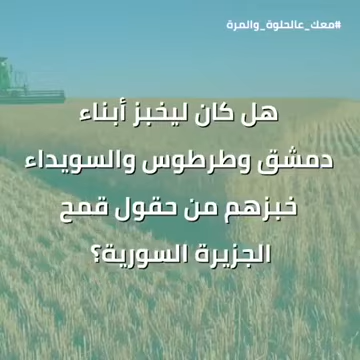 #معك_عالحلوة_والمرة
هل كان ليخبز أبناء
دمشق وطرطوس والسويداء
خبزهم من حقول قمح
الجزيرة السورية؟